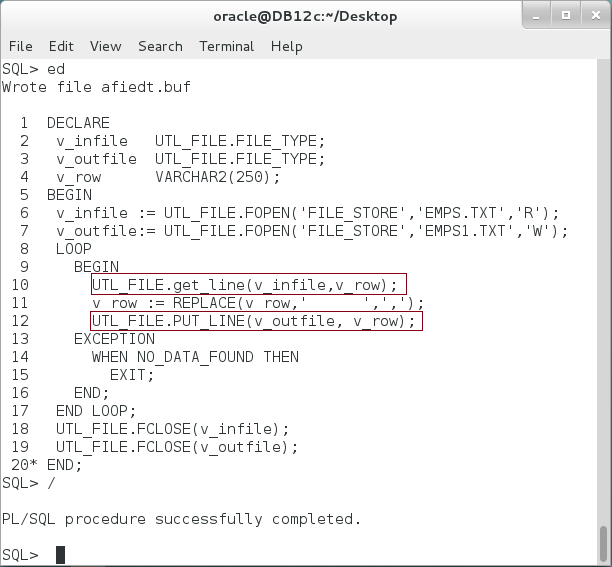 oracle@DB12c:~/Desktop
File Edit View Search Terminal Help
SQL> ed
Wrote file afiedt.buf
  1  DECLARE
  2   v_infile   UTL_FILE.FILE_TYPE;
  3   v_outfile  UTL_FILE.FILE_TYPE;
  4   v_row      VARCHAR2(250);
  5  BEGIN
  6   v_infile := UTL_FILE.FOPEN('FILE_STORE','EMPS.TXT','R');
  7   v_outfile:= UTL_FILE.FOPEN('FILE_STORE','EMPS1.TXT','W');
  8   LOOP
  9     BEGIN
 10       UTL_FILE.get_line(v_infile,v_row);
 11       v_row := REPLACE(v_row,'      ',',');
 12       UTL_FILE.PUT_LINE(v_outfile, v_row);
 13     EXCEPTION
 14       WHEN NO_DATA_FOUND THEN
 15         EXIT;
 16     END;
 17   END LOOP;
 18   UTL_FILE.FCLOSE(v_infile);
 19   UTL_FILE.FCLOSE(v_outfile);
 20* END;
SQL> /
PL/SQL procedure successfully completed.
SQL>